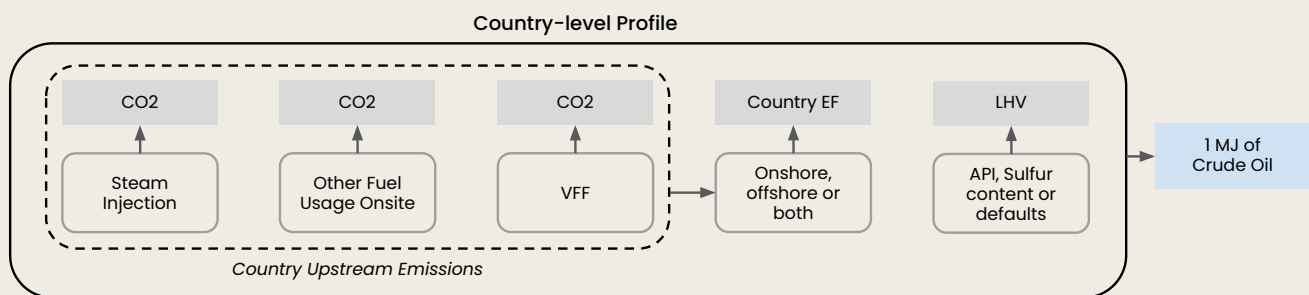 Country-level Profile
CO2
CO2
CO2
Country EF
LHV
Steam
Injection
Other Fuel
Usage Onsite
VFF
Onshore,
offshore or
both
API, Sulfur
content or
defaults
1 MJ of
Crude Oil
Country Upstream Emissions